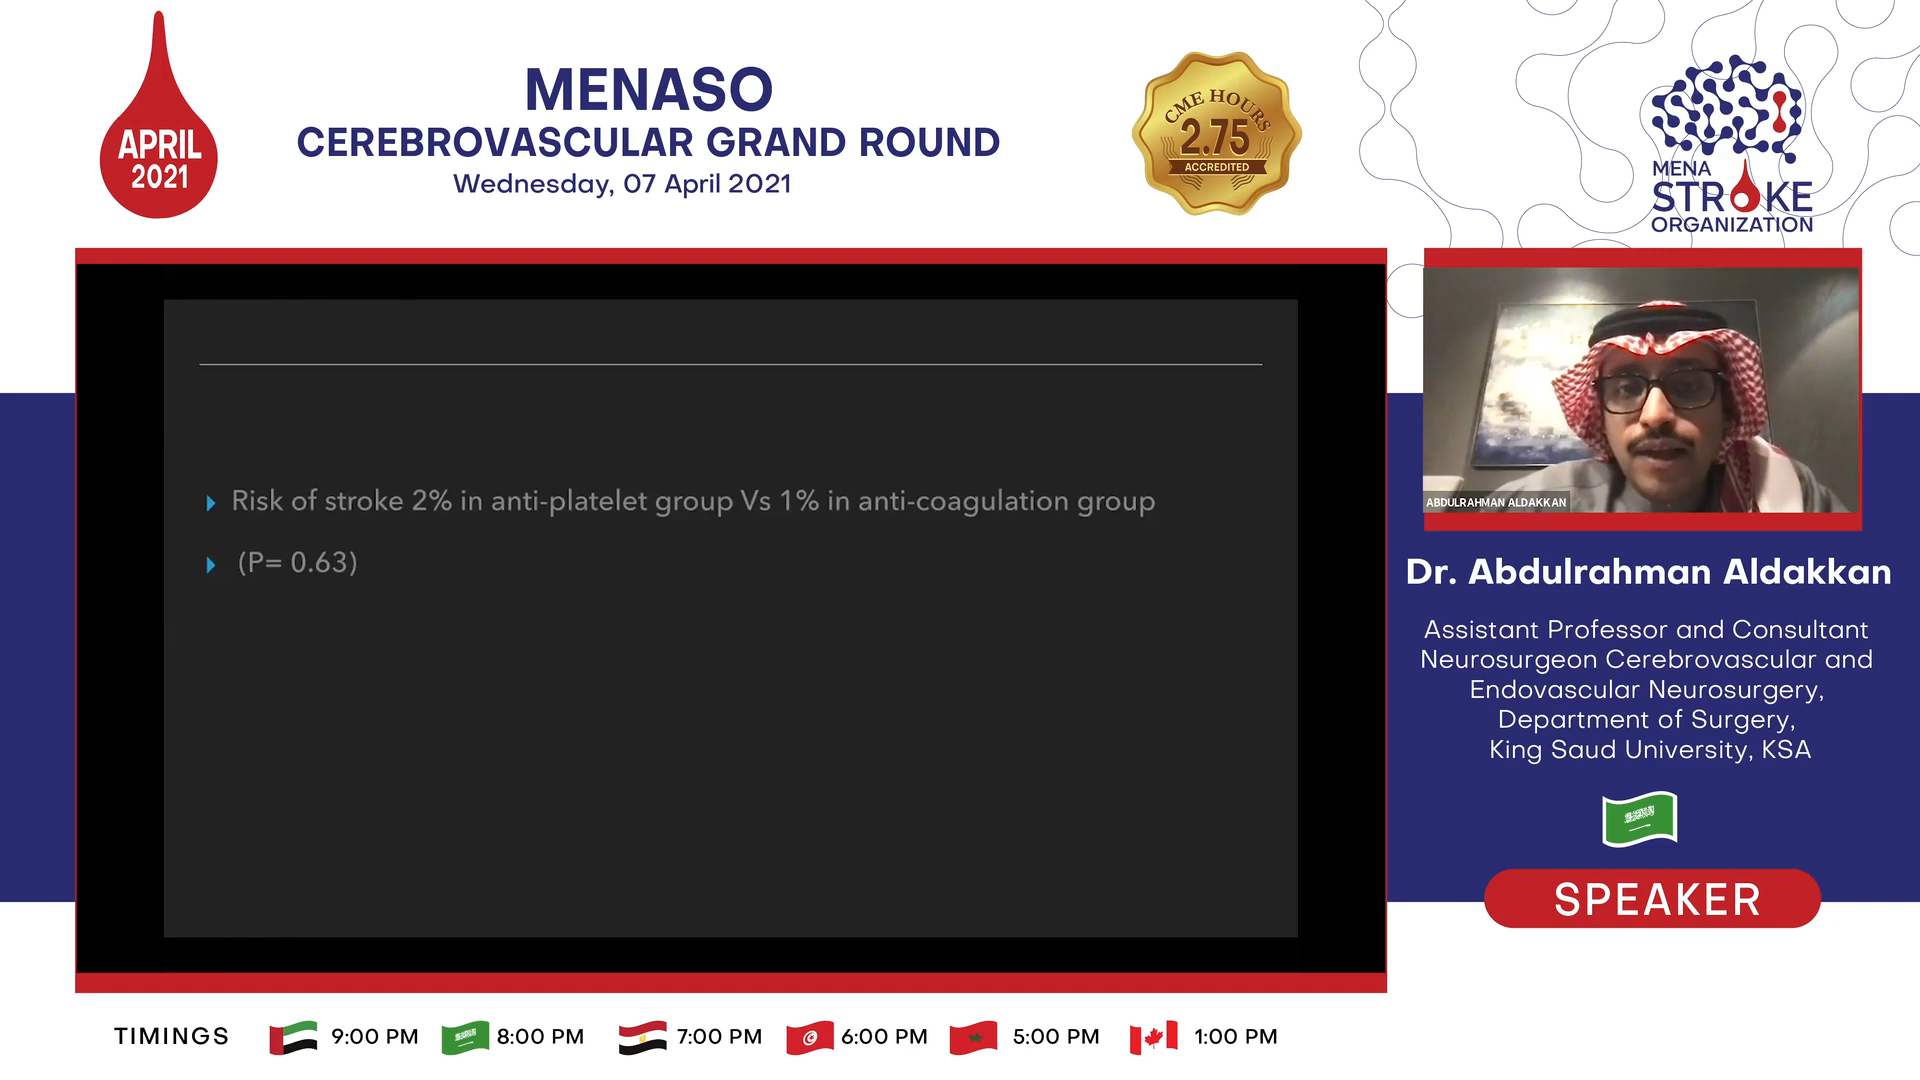 APRIL
2021
MENASO
CEREBROVASCULAR GRAND ROUND
Wednesday, 07 April 2021
CME HOURS
2.75
ACCREDITED
MENA
STROKE
ORGANIZATION
Risk of stroke 2% in anti-platelet group Vs 1% in anti-coagulation group
(P= 0.63)
ABDULRAHMAN ALDAKKAN
Dr. Abdulrahman Aldakkan
Assistant Professor and Consultant
Neurosurgeon Cerebrovascular and
Endovascular Neurosurgery,
Department of Surgery,
King Saud University, KSA
SPEAKER
TIMINGS 9:00 PM 8:00 PM 7:00 PM 6:00 PM 5:00 PM 1:00 PM